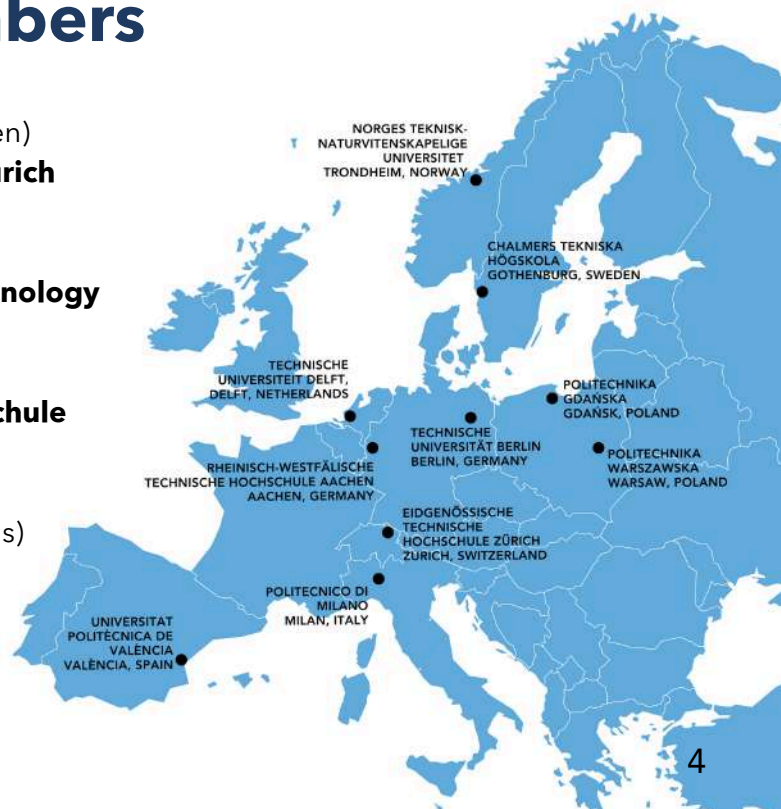 bers
en)
rich
nology
chule
s)
NORGES TEKNISK-
NATURVITENSKAPELIGE
UNIVERSITET
TRONDHEIM, NORWAY
CHALMERS TEKNISKA
HÖGSKOLA
GOTHENBURG, SWEDEN
TECHNISCHE
UNIVERSITEIT DELFT,
DELFT, NETHERLANDS
POLITECHNIKA
GDAŃSKA
GDAŃSK, POLAND
TECHNISCHE
UNIVERSITÄT BERLIN
BERLIN, GERMANY
POLITECHNIKA
WARSZAWSKA
WARSAW, POLAND
RHEINISCH-WESTFÄLISCHE
TECHNISCHE HOCHSCHULE AACHEN
AACHEN, GERMANY
EIDGENÖSSISCHE
TECHNISCHE
HOCHSCHULE ZÜRICH
ZURICH, SWITZERLAND
POLITECNICO DI
MILANO
MILAN, ITALY
UNIVERSITAT
POLITÈCNICA DE
VALÈNCIA
VALÈNCIA, SPAIN
4